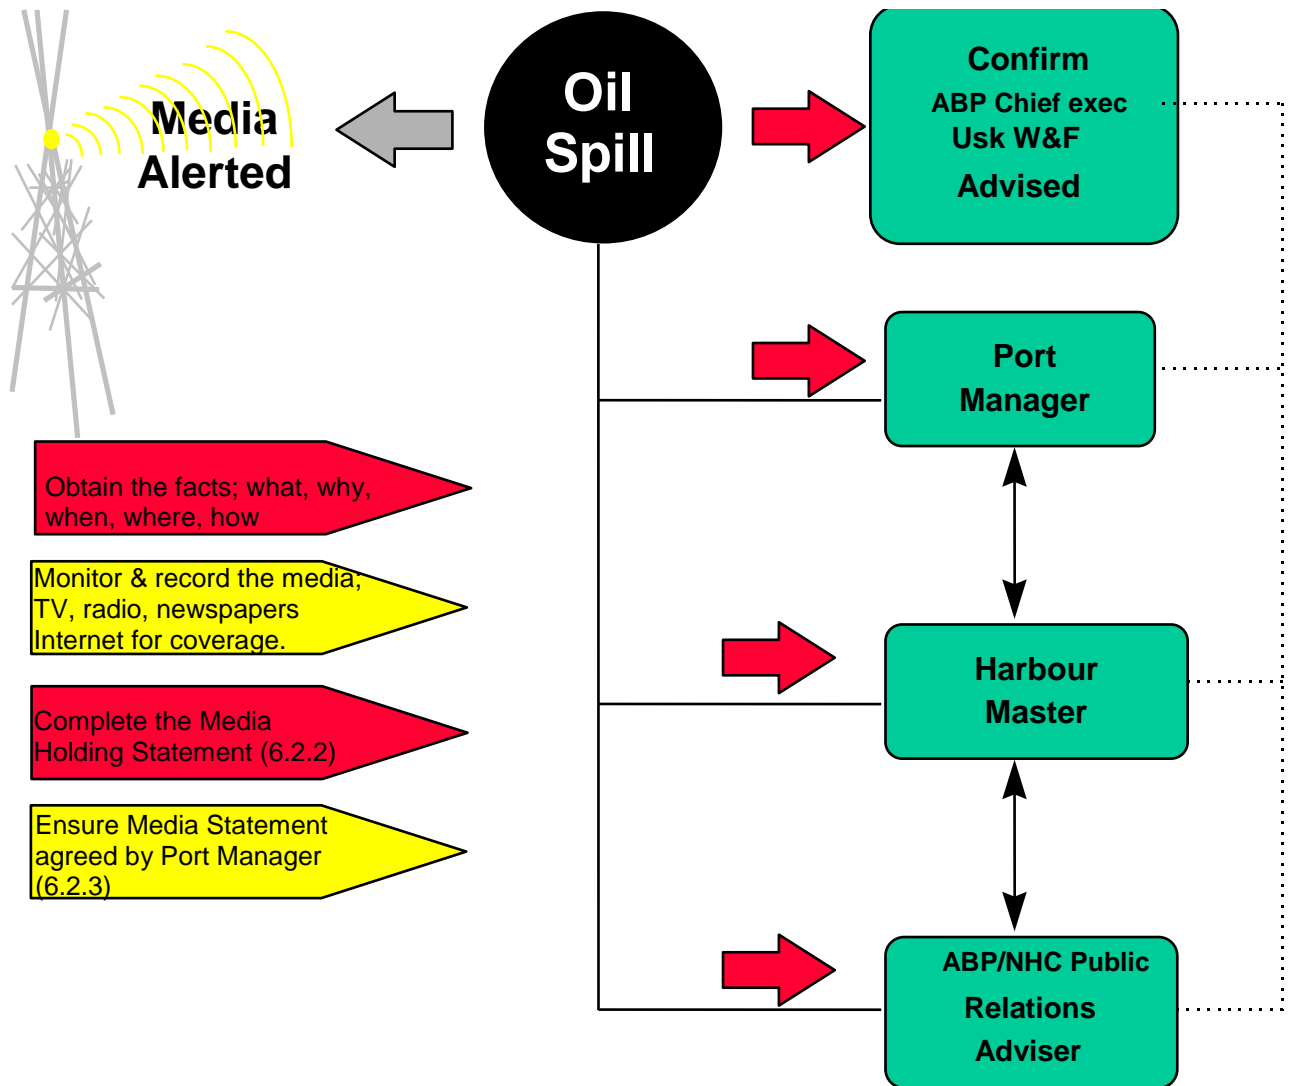 Media
Alerted
Oil
Spill
Confirm
ABP Chief exec
Usk W&F
Advised
Port
Manager
Obtain the facts; what, why,
when, where, how
Monitor & record the media;
TV, radio, newspapers
Internet for coverage.
Harbour
Master
Complete the Media
Holding Statement (6.2.2)
Ensure Media Statement
agreed by Port Manager
(6.2.3)
ABP/NHC Public
Relations
Adviser